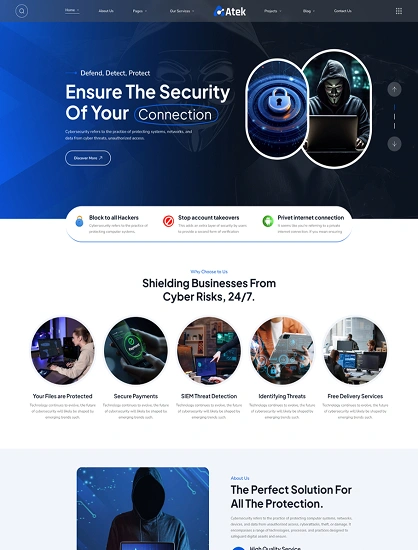 Home
About Us
Pages
Our Services
Atek
Projects
Blog
Contact Us
Defend, Detect, Protect
Ensure The Security
Of Your Connection
Cybersecurity refers to the practice of protecting systems, networks, and
data from cyber threats, unauthorized access.
Discover More
Block to all Hackers
Cybersecurity refers to the practice of
protecting computer systems.
Stop account takeovers
This adds an extra layer of security by users
to provide a second form of verification.
Privet internet connection
It seems like you're referring to a private
internet connection. If you mean ensuring
Why Choose to Us
Shielding Businesses From
Cyber Risks, 24/7.
Your Files are Protected
Technology continues to evolve, the future
of cybersecurity will likely be shaped by
emerging trends such.
Secure Payments
Technology continues to evolve, the future
of cybersecurity will likely be shaped by
emerging trends such.
SIEM Threat Detection
Technology continues to evolve, the future
of cybersecurity will likely be shaped by
emerging trends such.
Identifying Threats
Technology continues to evolve, the future
of cybersecurity will likely be shaped by
emerging trends such.
Free Delivery Services
Technology continues to evolve, the future
of cybersecurity will likely be shaped by
emerging trends such.
About Us
The Perfect Solution For
All The Protection.
Cybersecurity refers to the practice of protecting computer systems, networks,
devices, and data from unauthorized access, cyberattacks, theft, or damage. It
encompasses a range of technologies, processes, and practices designed to
safeguard digital assets and ensure.
High Quality Service